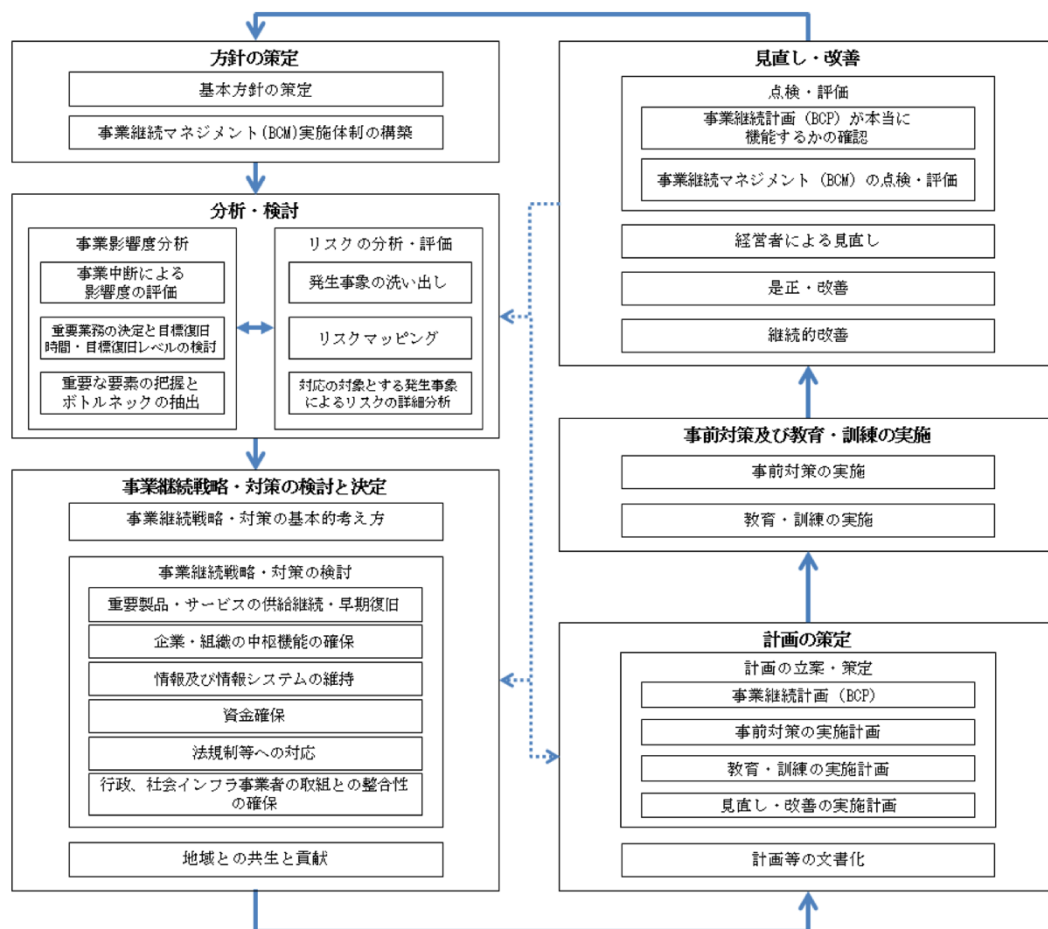 方針の策定
基本方針の策定
事業継続マネジメント(BCM)実施体制の構築
分析・検討
事業影響度分析
事業中断による
影響度の評価
重要業務の決定と目標復旧
時間・目標復旧レベルの検討
重要な要素の把握と
ボトルネックの抽出
リスクの分析・評価
発生事象の洗い出し
リスクマッピング
対応の対象とする発生事象
によるリスクの詳細分析
事業継続戦略・対策の検討と決定
事業継続戦略・対策の基本的考え方
事業継続戦略・対策の検討
重要製品・サービスの供給継続・早期復旧
企業・組織の中枢機能の確保
情報及び情報システムの維持
資金確保
法規制等への対応
行政、社会インフラ事業者の取組との整合性
の確保
地域との共生と貢献
見直し・改善
点検・評価
事業継続計画（BCP）が本当に
機能するかの確認
事業継続マネジメント（BCM）の点検・評価
経営者による見直し
是正・改善
継続的改善
事前対策及び教育・訓練の実施
事前対策の実施
教育・訓練の実施
計画の策定
計画の立案・策定
事業継続計画（BCP）
事前対策の実施計画
教育・訓練の実施計画
見直し・改善の実施計画
計画等の文書化